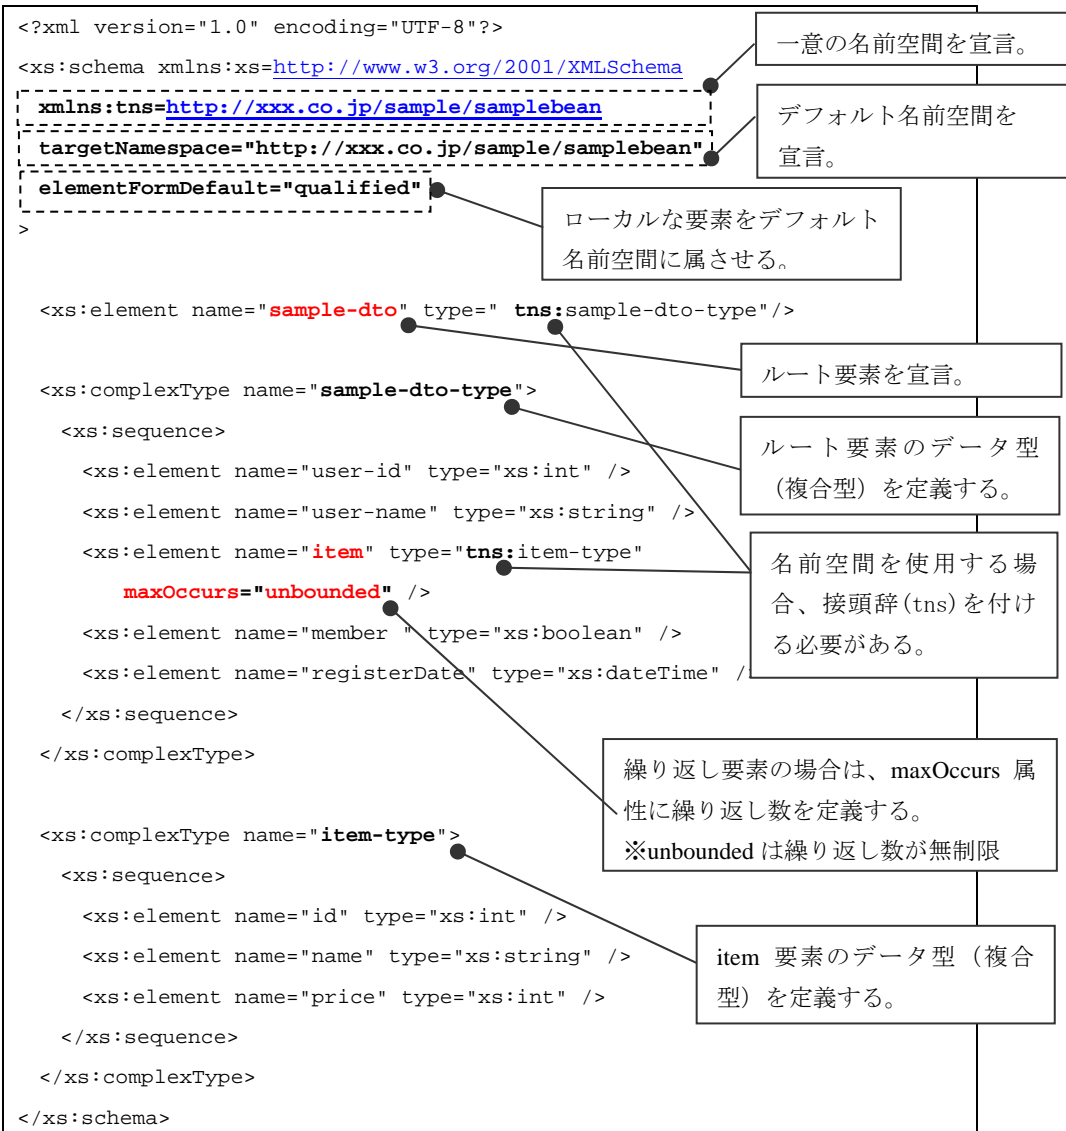 <?xml version="1.0" encoding="UTF-8"?>
一意の名前空間を宣言。
<xs:schema xmlns:xs=http://www.w3.org/2001/XMLSchema
xmlns:tns=http://xxx.co.jp/sample/samplebean
デフォルト名前空間を
宣言。
targetNamespace="http://xxx.co.jp/sample/samplebean"
elementFormDefault="qualified"
ローカルな要素をデフォルト
名前空間に属させる。
>
<xs:element name="sample-dto" type=" tns:sample-dto-type"/>
ルート要素を宣言。
<xs:complexType name="sample-dto-type">
<xs:sequence>
ルート要素のデータ型
（複合型）を定義する。
<xs:element name="user-id" type="xs:int" />
<xs:element name="user-name" type="xs:string" />
<xs:element name="item" type="tns:item-type"
maxOccurs="unbounded" />
名前空間を使用する場
合、接頭辞(tns)を付け
る必要がある。
<xs:element name="member " type="xs:boolean" />
<xs:element name="registerDate" type="xs:dateTime" /
</xs:sequence>
</xs:complexType>
繰り返し要素の場合は、maxOccurs 属
性に繰り返し数を定義する。
※unbounded は繰り返し数が無制限
<xs:complexType name="item-type">
<xs:sequence>
<xs:element name="id" type="xs:int" />
<xs:element name="name" type="xs:string" />
<xs:element name="price" type="xs:int" />
item 要素のデータ型（複合
型）を定義する。
</xs:sequence>
</xs:complexType>
</xs:schema>